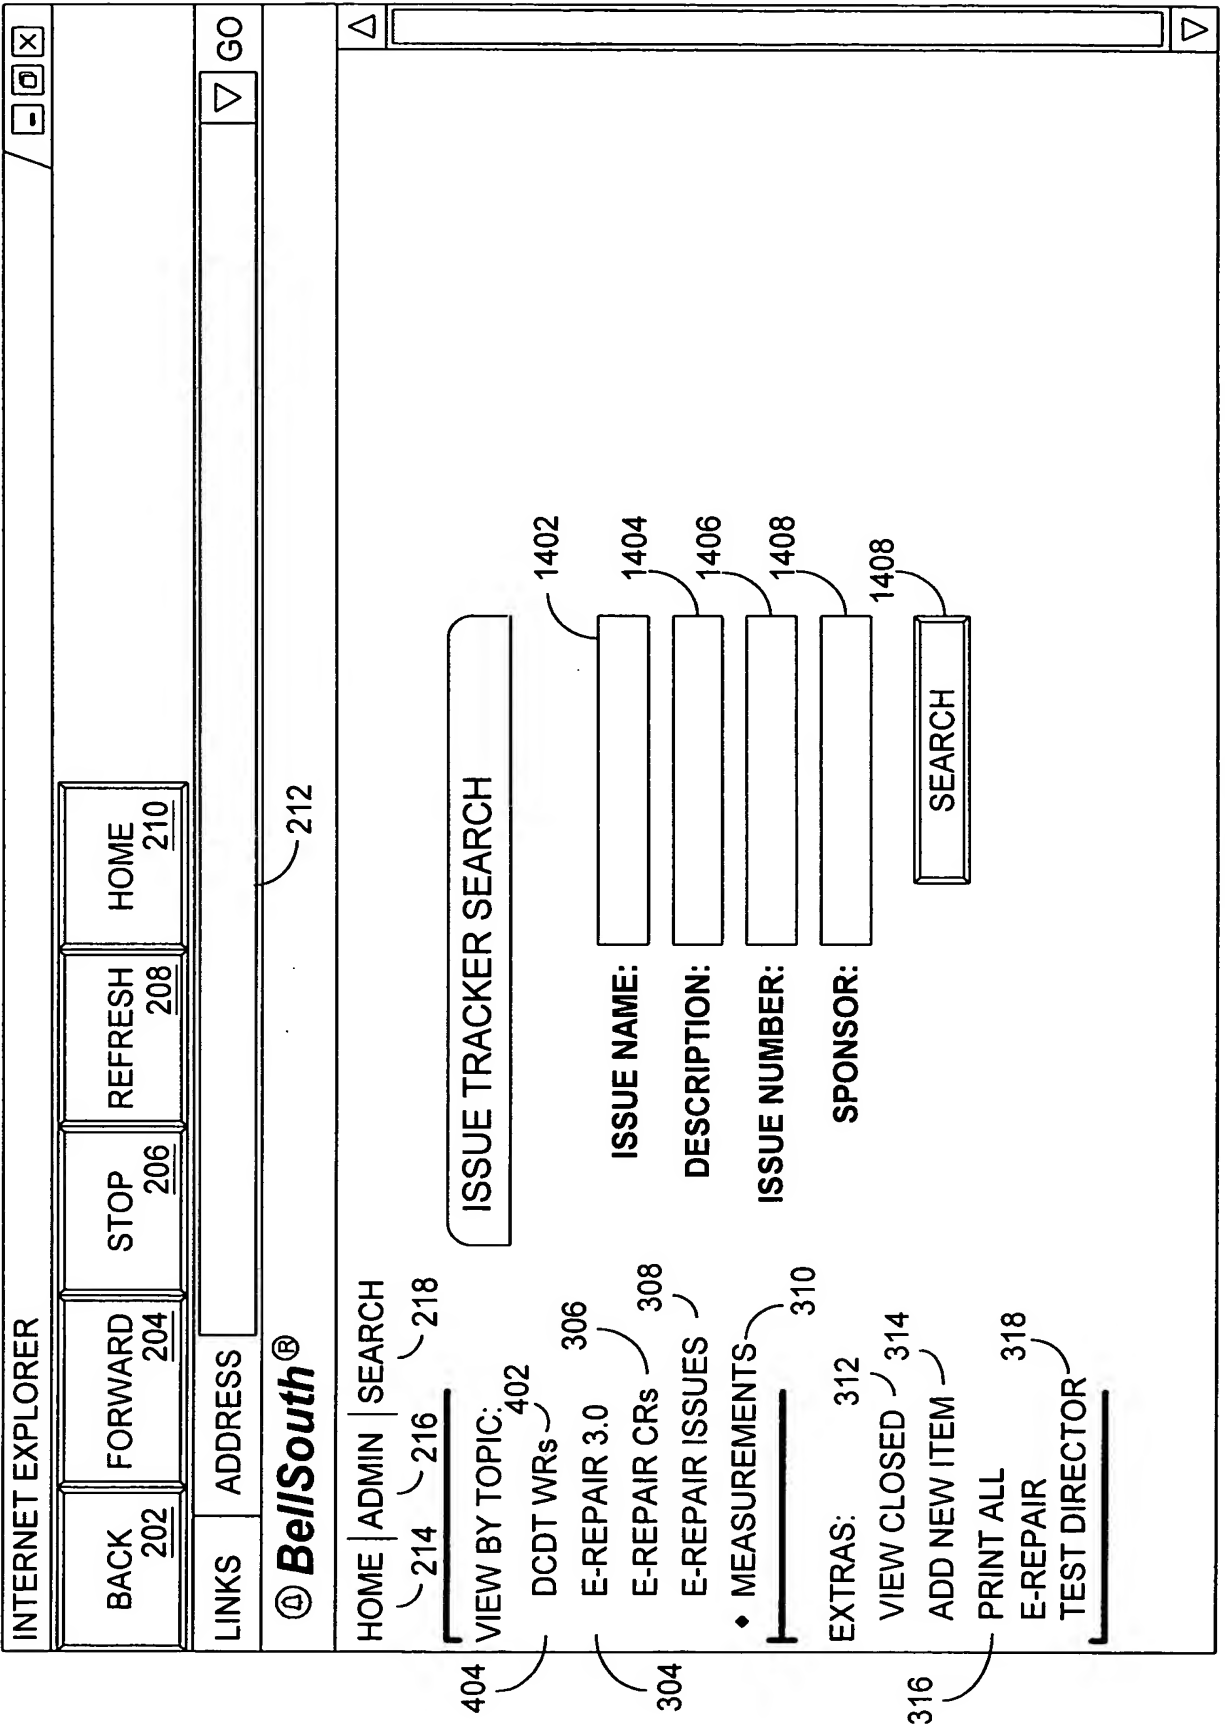 INTERNET EXPLORER
BACK 202
FORWARD 204
STOP 206
REFRESH 208
HOME 210
LINKS
ADDRESS
GO
212
BellSouth®
HOME | ADMIN | SEARCH
214
216
218
VIEW BY TOPIC:
404
DCDT WRs
402
304
E-REPAIR 3.0
E-REPAIR CRs
306
E-REPAIR ISSUES
308
♦ MEASUREMENTS
310
EXTRAS:
VIEW CLOSED
312
ADD NEW ITEM
314
316
PRINT ALL
E-REPAIR
TEST DIRECTOR
318
ISSUE TRACKER SEARCH
ISSUE NAME:
1402
DESCRIPTION:
1404
ISSUE NUMBER:
1406
SPONSOR:
1408
SEARCH
1408